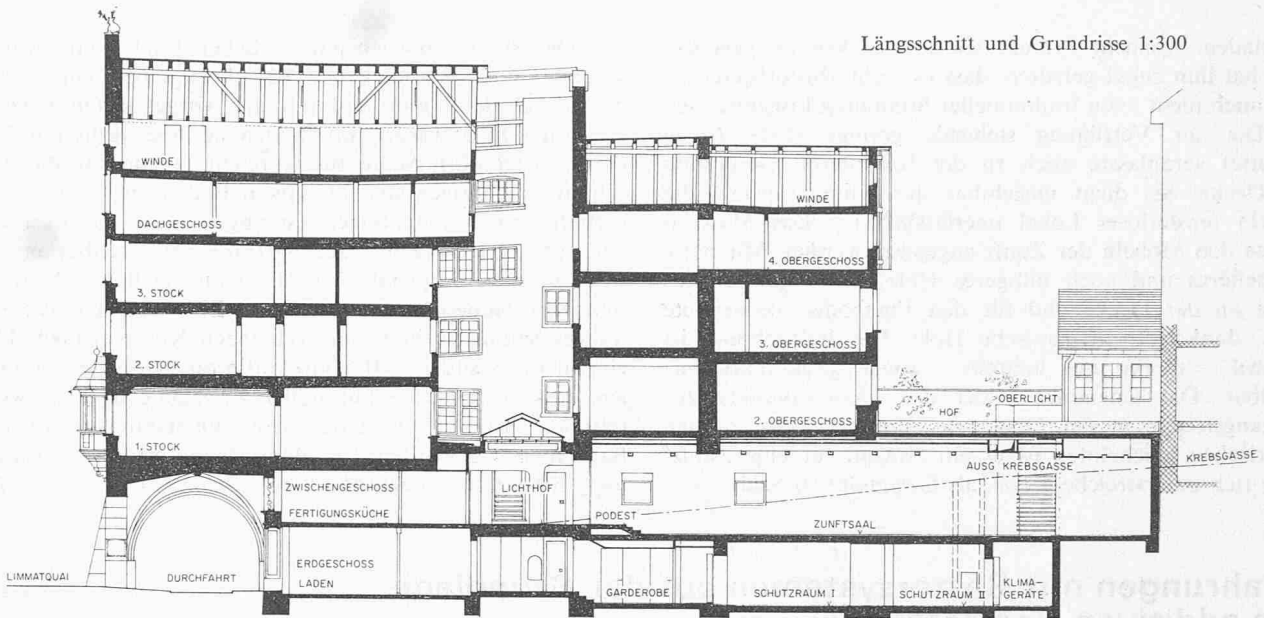 Längsschnitt und Grundrisse 1:300
WINDE
DACHGESCHOSS
WINDE
4. OBERGESCHOSS
3. STOCK
3. OBERGESCHOSS
2. STOCK
OBERLICHT
HOF
2. OBERGESCHOSS
1. STOCK
KREBSGASSE
AUSG KREBSGASSE
ZWISCHENGESCHOSS
LICHTHOF
FERTIGUNGSKÜCHE
PODEST
ZUNFTSAAL
ERDGESCHOSS
LIMMATQUAI
DURCHFAHRT
LADEN
GARDEROBE
SCHUTZRAUM I
SCHUTZRAUM II
KLIMA-
GERÄTE